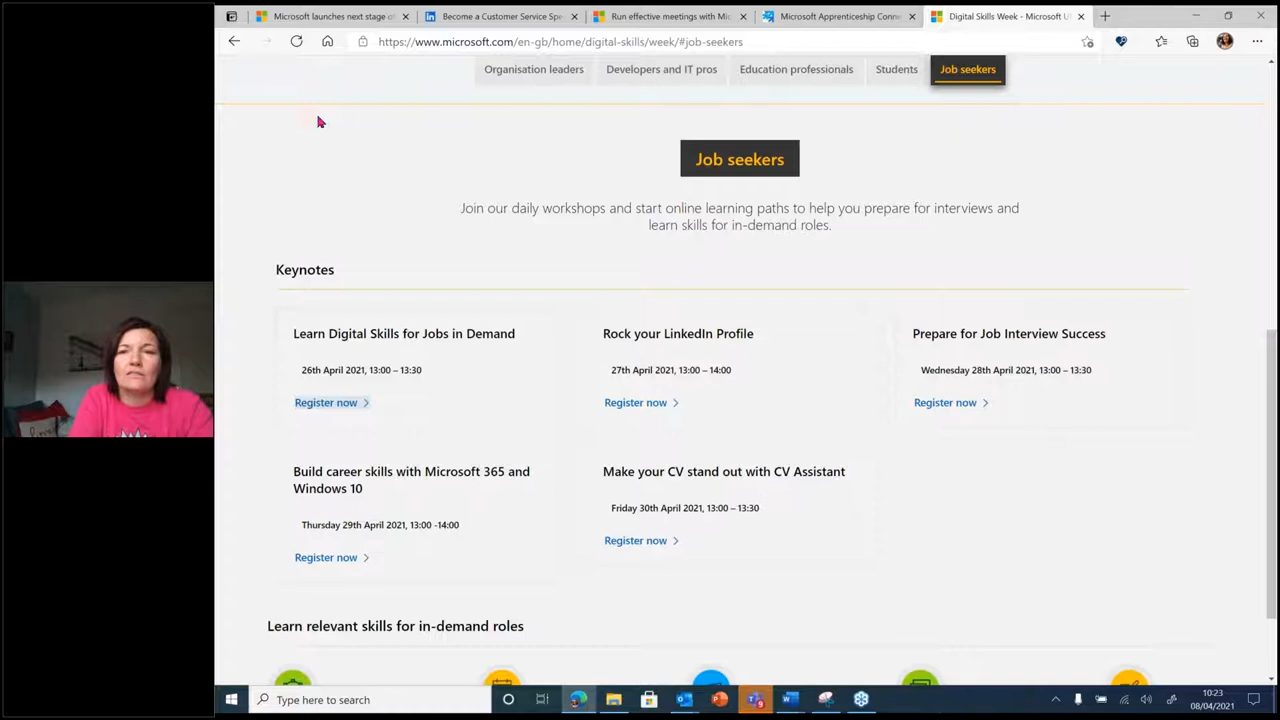 Microsoft launches next stage of
Become a Customer Service Spe
Run effective meetings with Mic
Microsoft Apprenticeship Conne
Digital Skills Week - Microsoft U
https://www.microsoft.com/en-gb/home/digital-skills/week/#job-seekers
Organisation leaders
Developers and IT pros
Education professionals
Students
Job seekers
Job seekers
Join our daily workshops and start online learning paths to help you prepare for interviews and
learn skills for in-demand roles.
Keynotes
Learn Digital Skills for Jobs in Demand
26th April 2021, 13:00 – 13:30
Register now
Rock your LinkedIn Profile
27th April 2021, 13:00 – 14:00
Register now
Prepare for Job Interview Success
Wednesday 28th April 2021, 13:00 – 13:30
Register now
Build career skills with Microsoft 365 and
Windows 10
Thursday 29th April 2021, 13:00 -14:00
Register now
Make your CV stand out with CV Assistant
Friday 30th April 2021, 13:00 – 13:30
Register now
Learn relevant skills for in-demand roles
Type here to search
10:23
08/04/2021